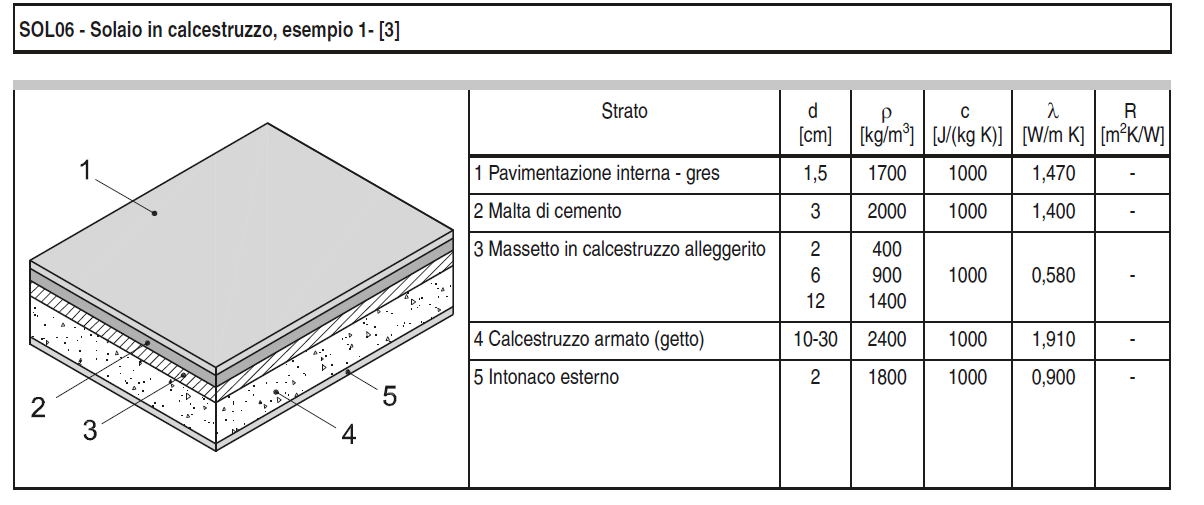 SOL06 - Solaio in calcestruzzo, esempio 1- [3]
Strato d ρ c λ R
[cm] [kg/m³] [J/(kg K)] [W/m K] [m²K/W]
1 Pavimentazione interna - gres 1,5 1700 1000 1,470 -
2 Malta di cemento 3 2000 1000 1,400 -
3 Massetto in calcestruzzo alleggerito 2 400
6 900 1000 0,580 -
12 1400
4 Calcestruzzo armato (getto) 10-30 2400 1000 1,910 -
5 Intonaco esterno 2 1800 1000 0,900 -
1
2
3
4
5